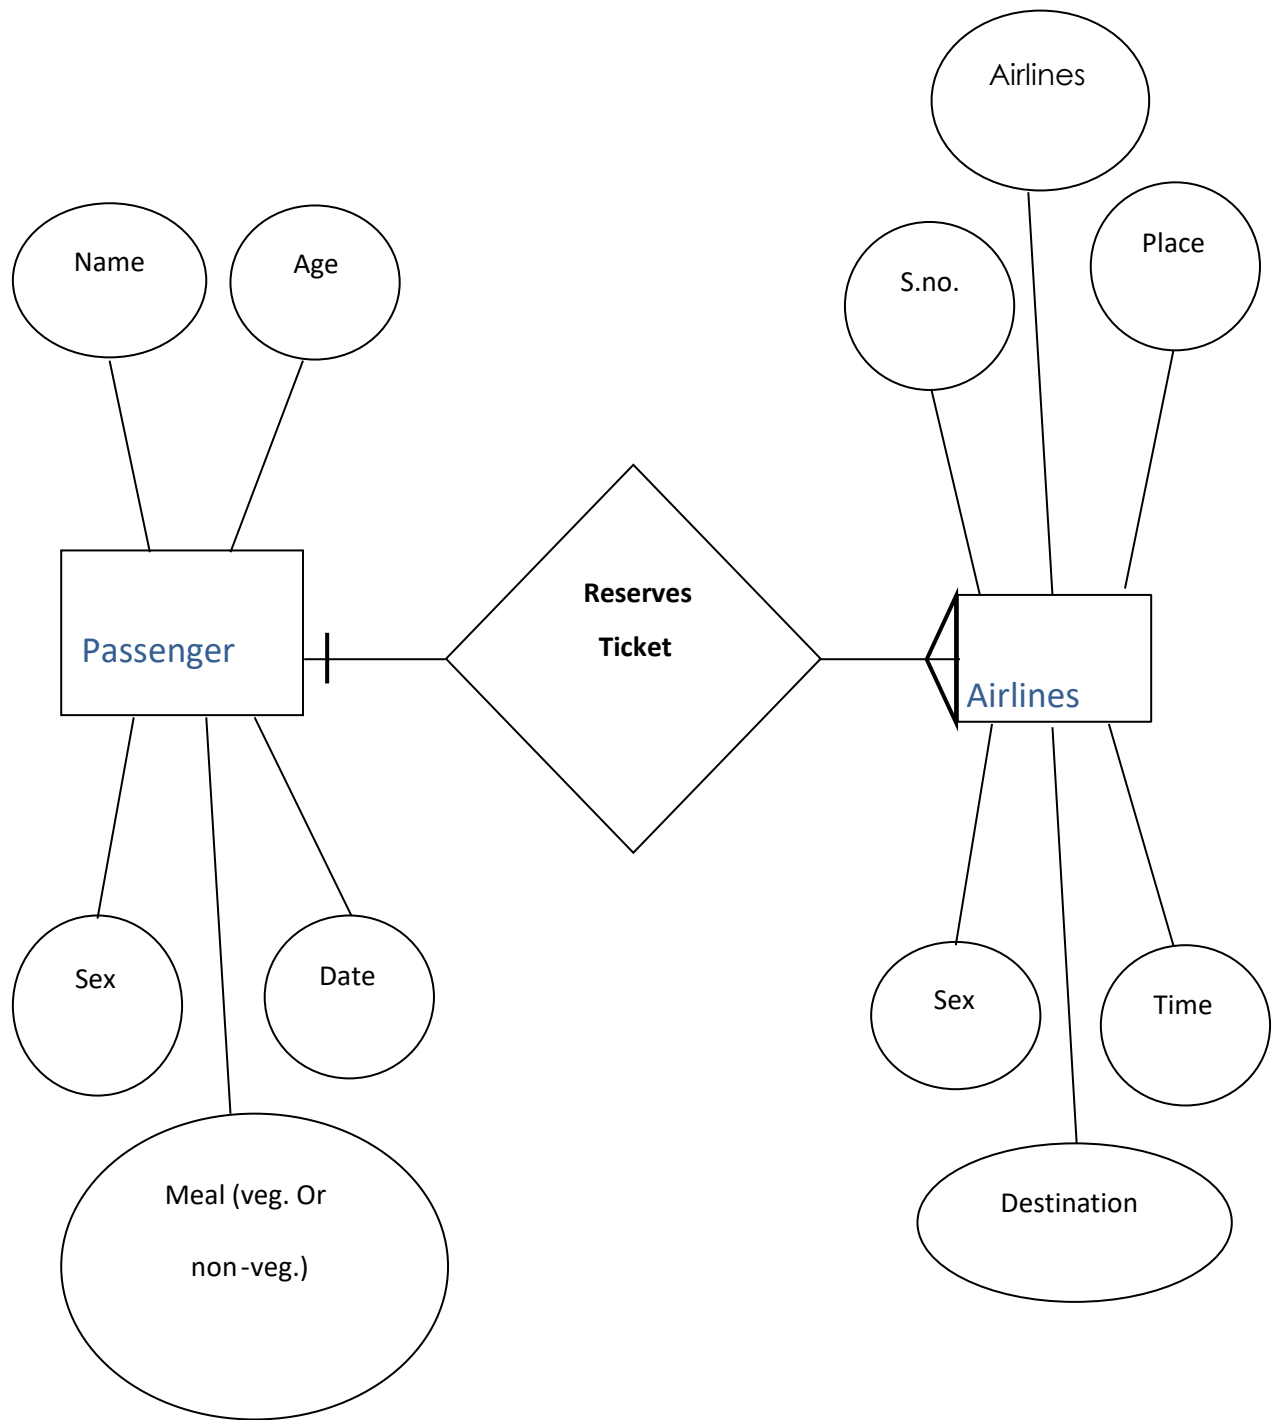 Airlines
Place
Name
Age
S.no.
Reserves
Ticket
Passenger
Airlines
Sex
Date
Sex
Time
Meal (veg. Or
non-veg.)
Destination